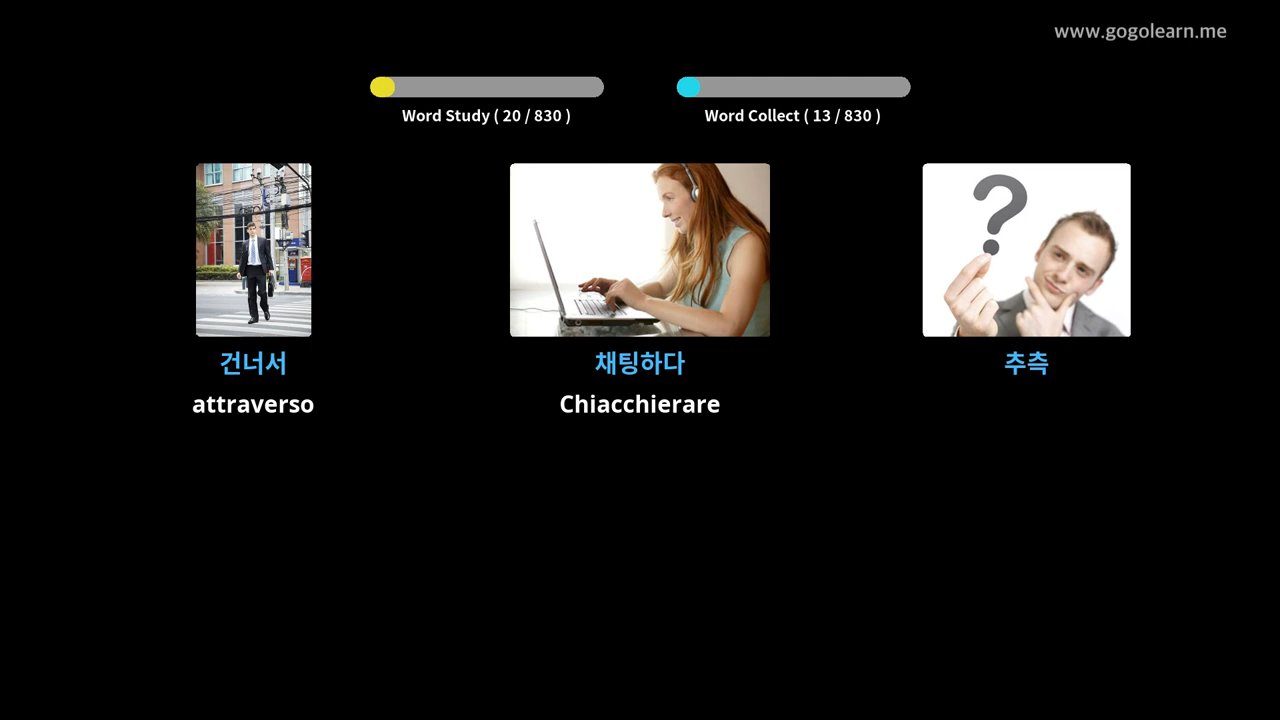 www.gogolearn.me
Word Study ( 20 / 830 )
Word Collect ( 13 / 830 )
건너서
채팅하다
추측
attraverso
Chiacchierare